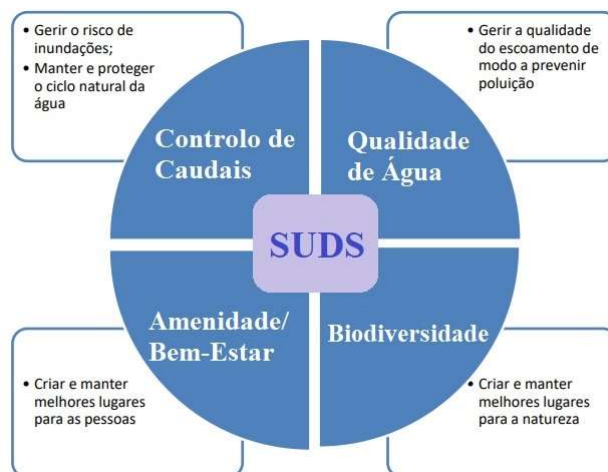 • Gerir o risco de
inundações;
• Manter e proteger
o ciclo natural da
água
• Gerir a qualidade
do escoamento de
modo a prevenir
poluição
Controlo de
Caudais
Qualidade
de Água
SUDS
Amenidade/
Bem-Estar
Biodiversidade
• Criar e manter
melhores lugares
para as pessoas
• Criar e manter
melhores lugares
para a natureza